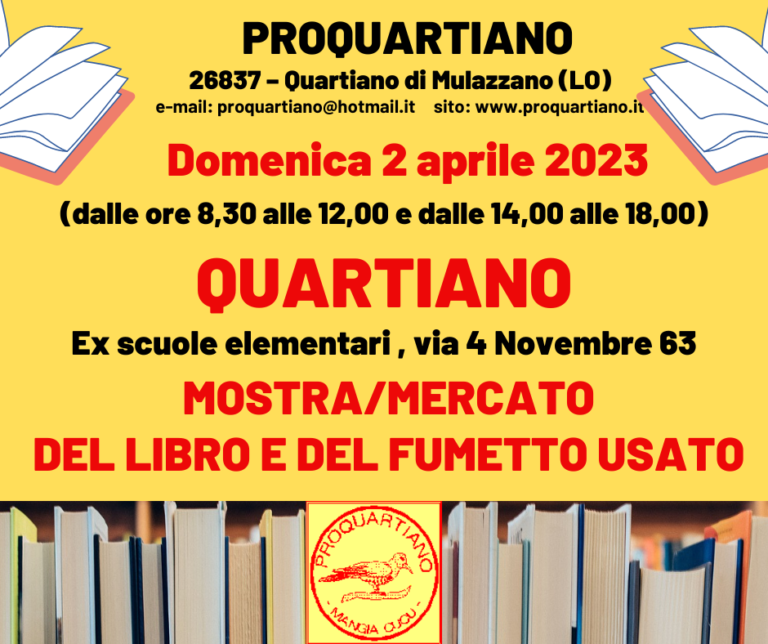 PROQUARTIANO
26837 – Quartiano di Mulazzano (LO)
e-mail: proquartiano@hotmail.it sito: www.proquartiano.it
Domenica 2 aprile 2023
(dalle ore 8,30 alle 12,00 e dalle 14,00 alle 18,00)
QUARTIANO
Ex scuole elementari , via 4 Novembre 63
MOSTRA/MERCATO
DEL LIBRO E DEL FUMETTO USATO
PROQUARTIANO
- MANGIA CUCU -